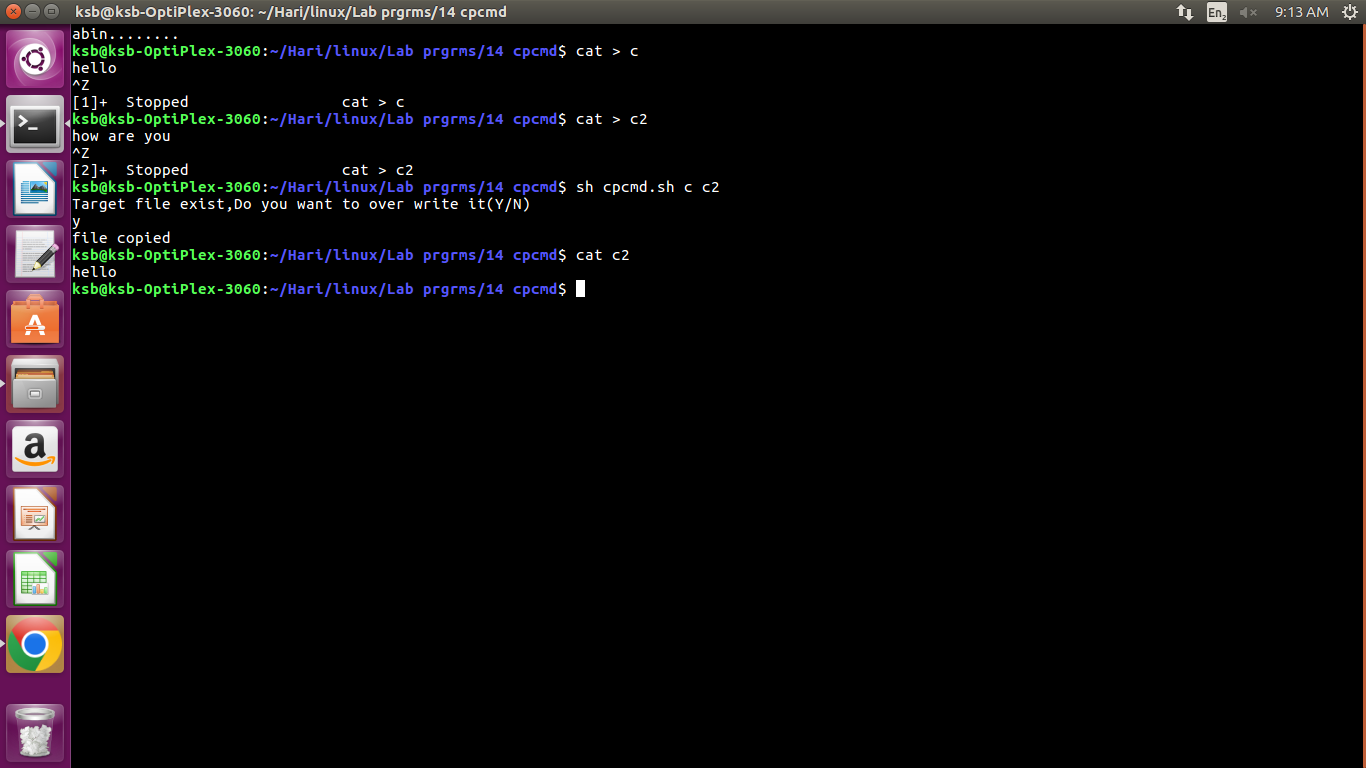 ksb@ksb-OptiPlex-3060: ~/Hari/linux/Lab prgrms/14 cpcmd
En2
9:13 AM
abin........
ksb@ksb-OptiPlex-3060:~/Hari/linux/Lab prgrms/14 cpcmd$ cat > c
hello
^Z
[1]+  Stopped                 cat > c
ksb@ksb-OptiPlex-3060:~/Hari/linux/Lab prgrms/14 cpcmd$ cat > c2
how are you
^Z
[2]+  Stopped                 cat > c2
ksb@ksb-OptiPlex-3060:~/Hari/linux/Lab prgrms/14 cpcmd$ sh cpcmd.sh c c2
Target file exist,Do you want to over write it(Y/N)
y
file copied
ksb@ksb-OptiPlex-3060:~/Hari/linux/Lab prgrms/14 cpcmd$ cat c2
hello
ksb@ksb-OptiPlex-3060:~/Hari/linux/Lab prgrms/14 cpcmd$